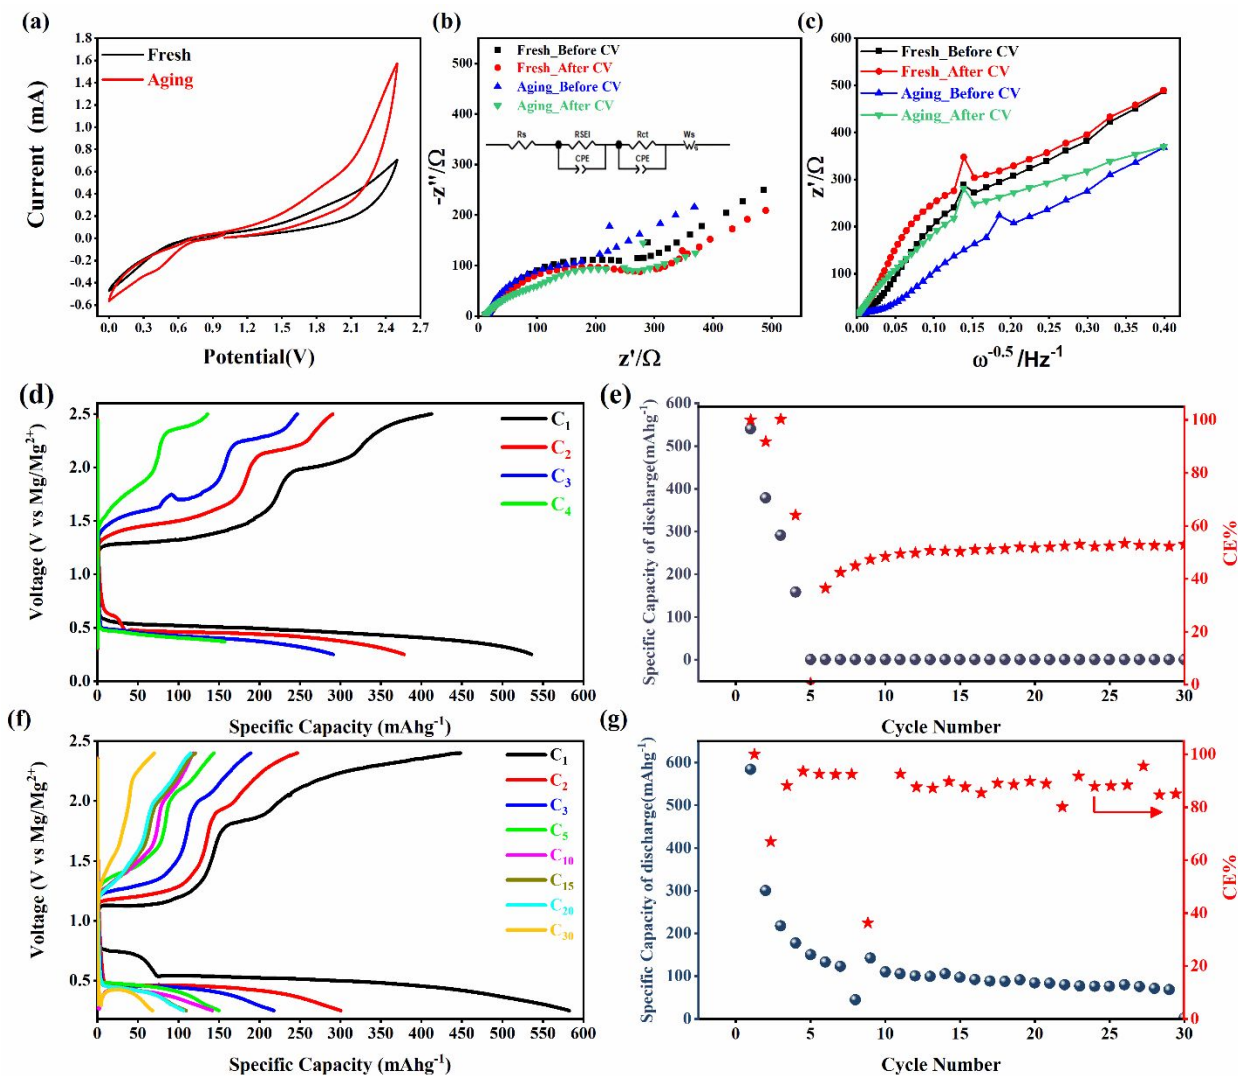 (a)
Fresh
Aging
Current (mA)
1.8
1.6
1.4
1.2
1.0
0.8
0.6
0.4
0.2
0.0
-0.2
-0.4
-0.6
0.0 0.3 0.6 0.9 1.2 1.5 1.8 2.1 2.4 2.7
Potential(V)
(b)
Fresh_Before CV
Fresh_After CV
Aging_Before CV
Aging_After CV
Rs RSEI Rct Ws
CPE CPE
-z''/Ω
500
400
300
200
100
0
0 100 200 300 400 500
z'/Ω
(c)
Fresh_Before CV
Fresh_After CV
Aging_Before CV
Aging_After CV
z'/Ω
600
500
400
300
200
100
0.00 0.05 0.10 0.15 0.20 0.25 0.30 0.35 0.40
ω-0.5/Hz-1
(d)
C1
C2
C3
C4
Voltage (V vs Mg/Mg2+)
2.5
2.0
1.5
1.0
0.5
0.0
0 50 100 150 200 250 300 350 400 450 500 550 600
Specific Capacity (mAhg-1)
(e)
Specific Capacity of discharge(mAhg-1)
600
550
500
450
400
350
300
250
200
150
100
0
100
80
60
40
20
0
CE%
0 5 10 15 20 25 30
Cycle Number
(f)
C1
C2
C3
C5
C10
C15
C20
C30
Voltage (V vs Mg/Mg2+)
2.5
2.0
1.5
1.0
0.5
0 50 100 150 200 250 300 350 400 450 500 550 600
Specific Capacity (mAhg-1)
(g)
Specific Capacity of discharge(mAhg-1)
600
500
400
300
200
100
0
100
80
60
40
20
0
CE%
0 5 10 15 20 25 30
Cycle Number